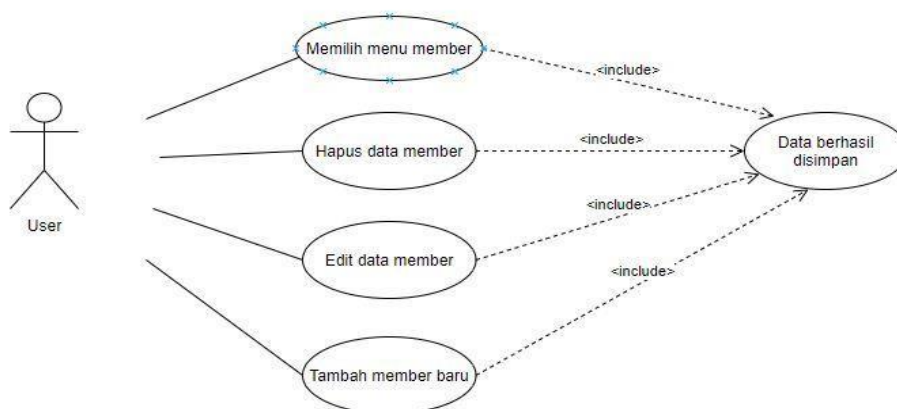 Memilih menu member
<include>
Hapus data member
<include>
Data berhasil
disimpan
User
Edit data member
<include>
Tambah member baru
<include>